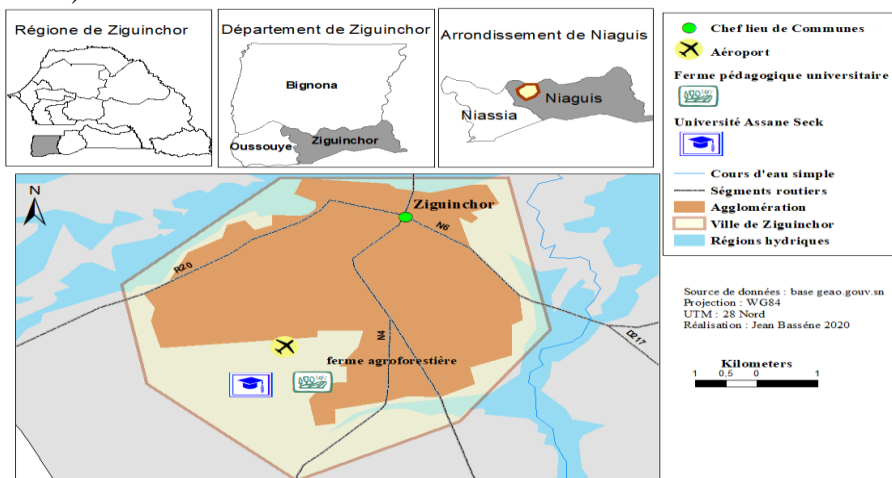 Région de Ziguinchor
Département de Ziguinchor
Bignona
Oussouye
Ziguinchor
Arrondissement de Niaguis
Niassia
Niaguis
Chef lieu de Communes
Aéroport
Ferme pédagogique universitaire
Université Assane Seck
Cours d'eau simple
Ségments routiers
Agglomération
Ville de Ziguinchor
Régions hydriques
N
Ziguinchor
N6
R20
D217
N4
ferme agroforestière
Source de données : base geao.gouv.sn
Projection : WG84
UTM : 28 Nord
Réalisation : Jean Basséne 2020
Kilometers
1 0,5 0 1